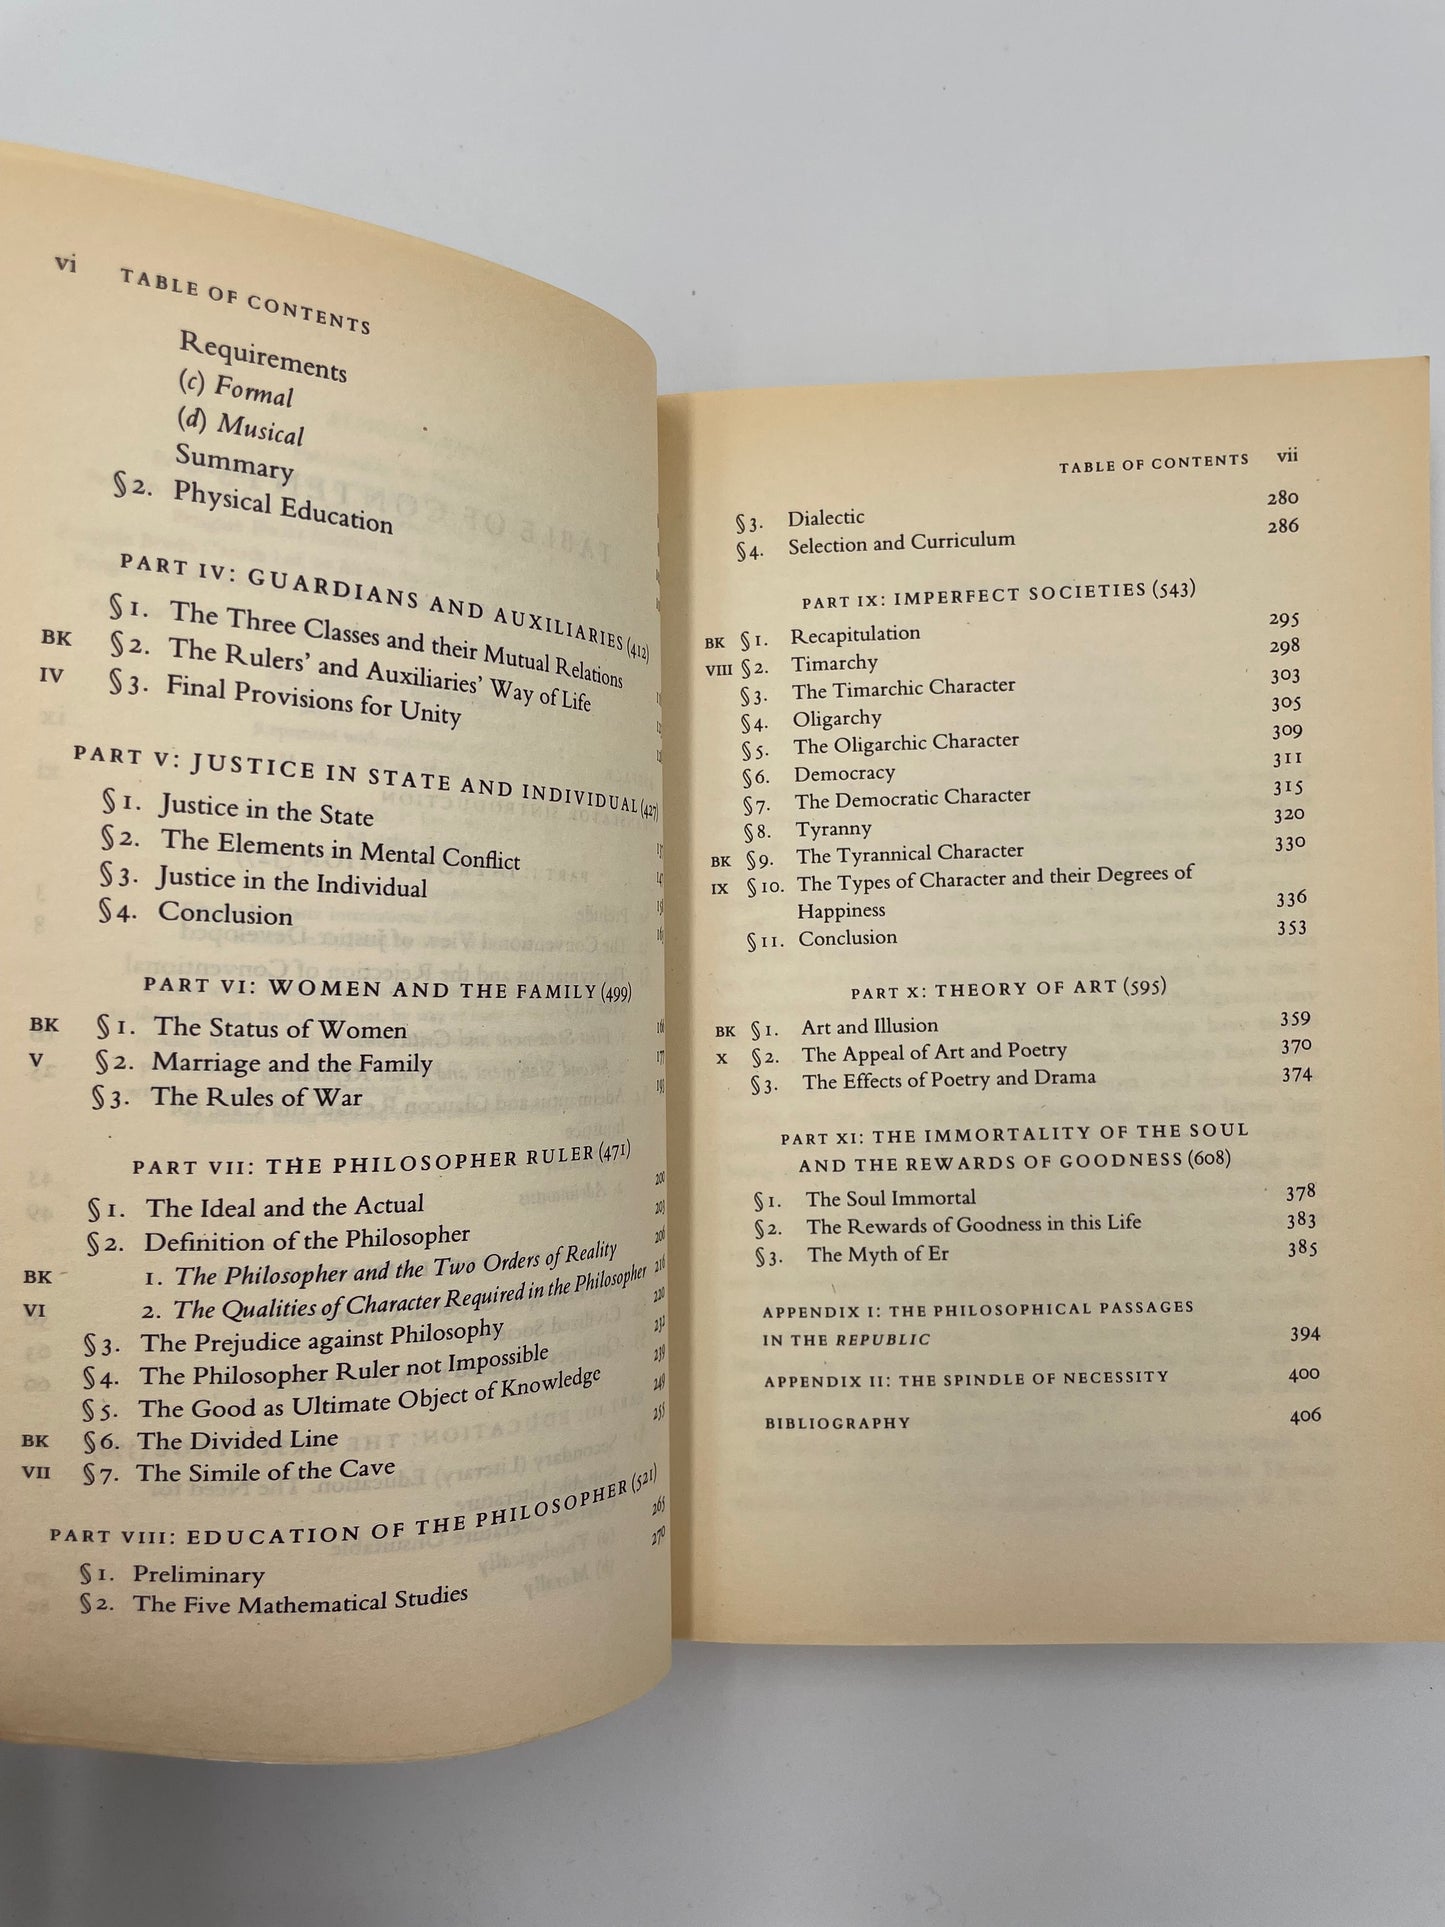 vi TABLE OF CONTENTS
Requirements
(c) Formal
(d) Musical
Summary
§2. Physical Education
PART IV: GUARDIANS AND AUXILIARIES (412)
§1. The Three Classes and their Mutual Relations
BK §2. The Rulers' and Auxiliaries' Way of Life
IV §3. Final Provisions for Unity
PART V: JUSTICE IN STATE AND INDIVIDUAL (427)
§1. Justice in the State
§2. The Elements in Mental Conflict
§3. Justice in the Individual
§4. Conclusion
PART VI: WOMEN AND THE FAMILY (499)
BK §1. The Status of Women 166
V §2. Marriage and the Family 177
§3. The Rules of War 193
PART VII: THE PHILOSOPHER RULER (471)
§1. The Ideal and the Actual 200
§2. Definition of the Philosopher 203
BK 1. The Philosopher and the Two Orders of Reality 206
VI 2. The Qualities of Character Required in the Philosopher 216
§3. The Prejudice against Philosophy 220
§4. The Philosopher Ruler not Impossible 232
§5. The Good as Ultimate Object of Knowledge 239
BK §6. The Divided Line 249
VII §7. The Simile of the Cave 255
PART VIII: EDUCATION OF THE PHILOSOPHER (521)
§1. Preliminary 265
§2. The Five Mathematical Studies 270
TABLE OF CONTENTS vii
§3. Dialectic 280
§4. Selection and Curriculum 286
PART IX: IMPERFECT SOCIETIES (543)
BK §1. Recapitulation 295
VIII §2. Timarchy 298
§3. The Timarchic Character 303
§4. Oligarchy 305
§5. The Oligarchic Character 309
§6. Democracy 311
§7. The Democratic Character 315
§8. Tyranny 320
BK §9. The Tyrannical Character 330
IX §10. The Types of Character and their Degrees of
Happiness 336
§11. Conclusion 353
PART X: THEORY OF ART (595)
BK §1. Art and Illusion 359
X §2. The Appeal of Art and Poetry 370
§3. The Effects of Poetry and Drama 374
PART XI: THE IMMORTALITY OF THE SOUL
AND THE REWARDS OF GOODNESS (608)
§1. The Soul Immortal 378
§2. The Rewards of Goodness in this Life 383
§3. The Myth of Er 385
APPENDIX I: THE PHILOSOPHICAL PASSAGES
IN THE REPUBLIC 394
APPENDIX II: THE SPINDLE OF NECESSITY 400
BIBLIOGRAPHY 406